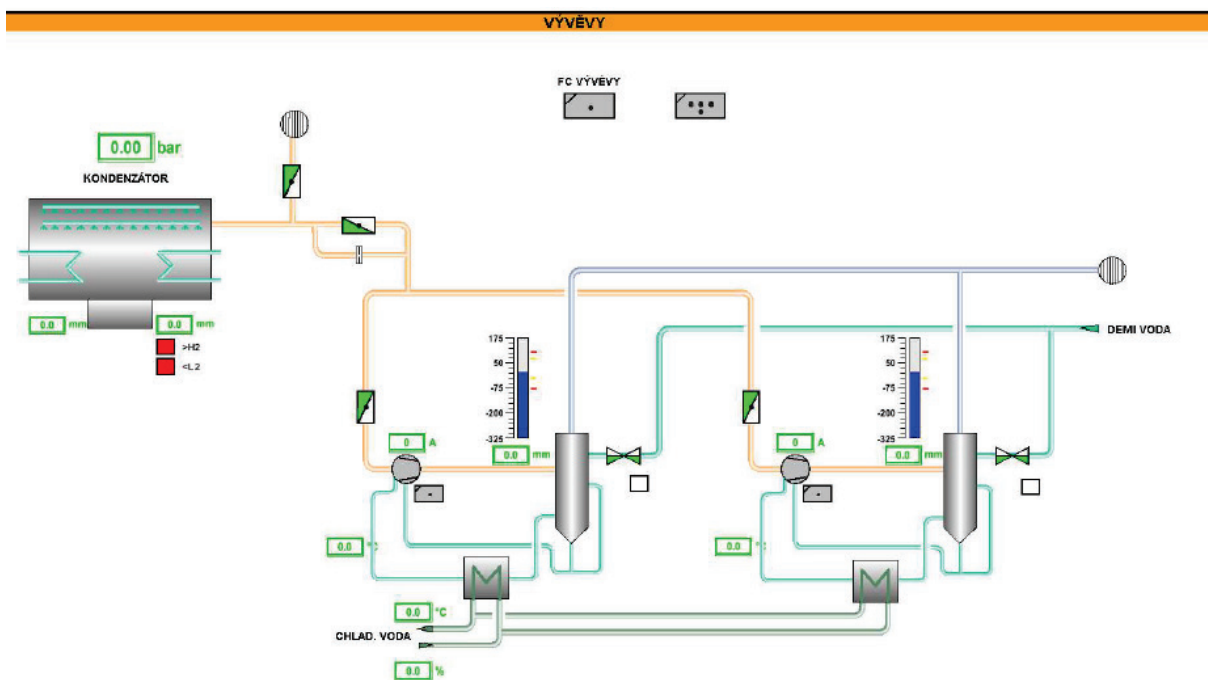 VÝVĚVY
FC VÝVĚVY
0.00 bar
KONDENZÁTOR
0.0 mm
0.0 mm
>H2
<L2
DEMI VODA
175
50
-75
-200
-325
175
50
-75
-200
-325
0 A
0.0 mm
0 A
0.0 mm
0.0 °C
0.0 °C
0.0 °C
CHLAD. VODA
0.0 %